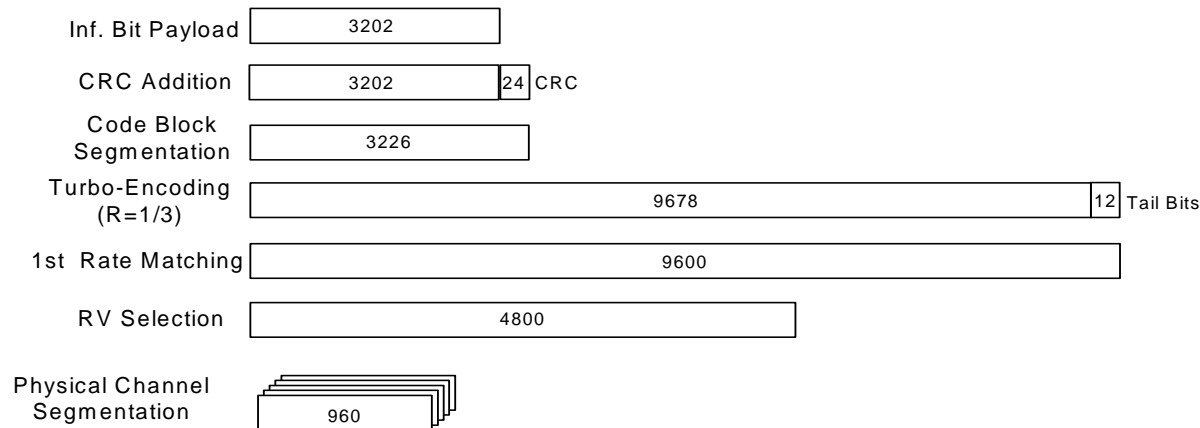 Inf. Bit Payload 3202
CRC Addition 3202 24 CRC
Code Block
Segmentation 3226
Turbo-Encoding
(R=1/3) 9678 12 Tail Bits
1st Rate Matching 9600
RV Selection 4800
Physical Channel
Segmentation 960